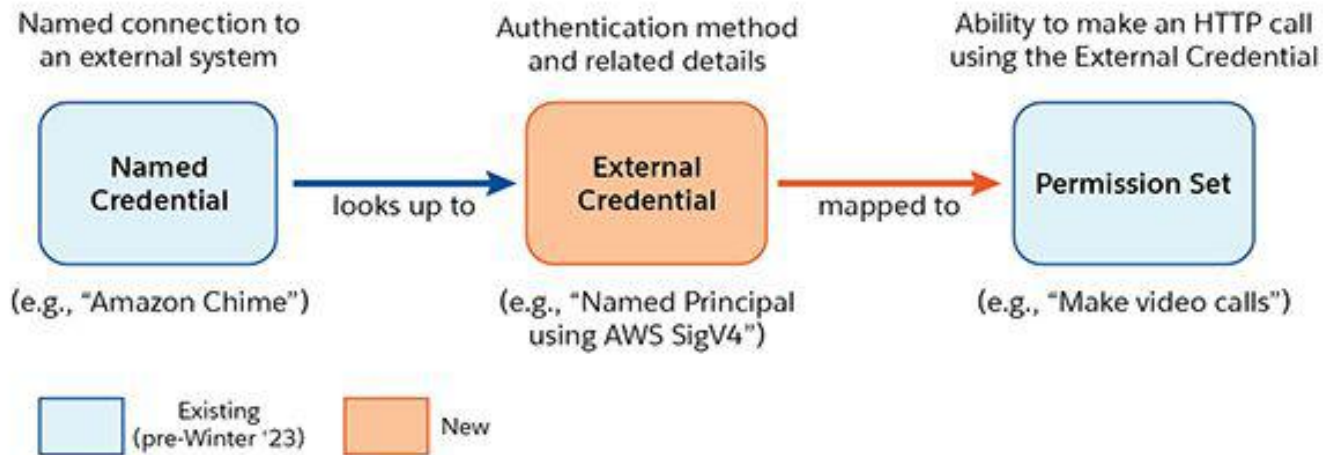 Named connection to
an external system
Authentication method
and related details
Ability to make an HTTP call
using the External Credential
Named
Credential
looks up to
External
Credential
mapped to
Permission Set
(e.g., “Amazon Chime”)
(e.g., “Named Principal
using AWS SigV4”)
(e.g., “Make video calls”)
Existing
(pre-Winter ’23)
New